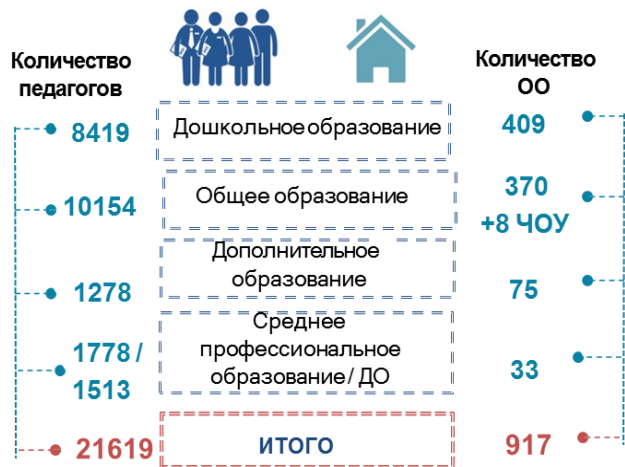 Количество
педагогов
Количество
ОО
8419
Дошкольное образование
409
10154
Общее образование
370
+8 ЧОУ
1278
Дополнительное
образование
75
1778 /
1513
Среднее
профессиональное
образование / ДО
33
21619
ИТОГО
917